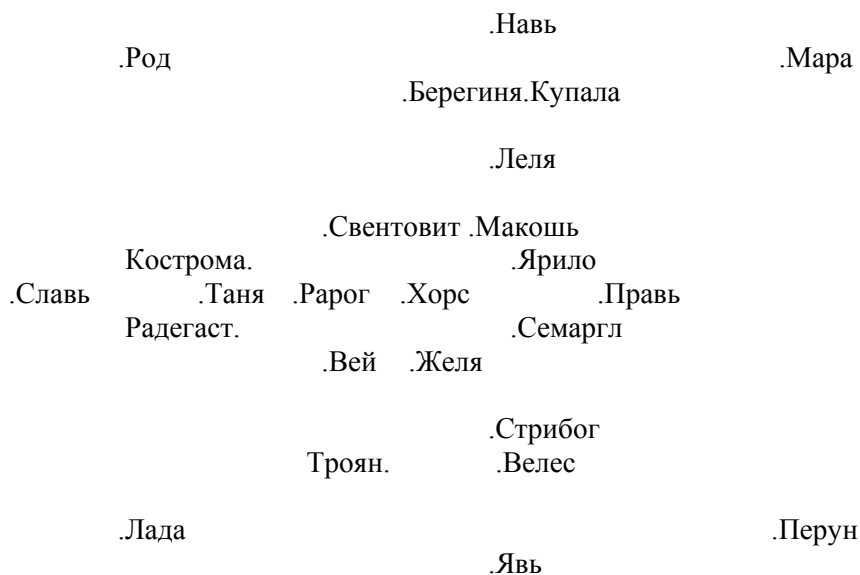 .Навь
.Род .Мара
.Берегиня.Купала
.Леля
.Свентовит .Макошь
Кострома. .Ярило
.Славь .Таня .Рарог .Хорс .Правь
Радегаст. .Семаргл
.Вей .Желя
.Стрибог
Троян. .Велес
.Лада .Перун
.Явь